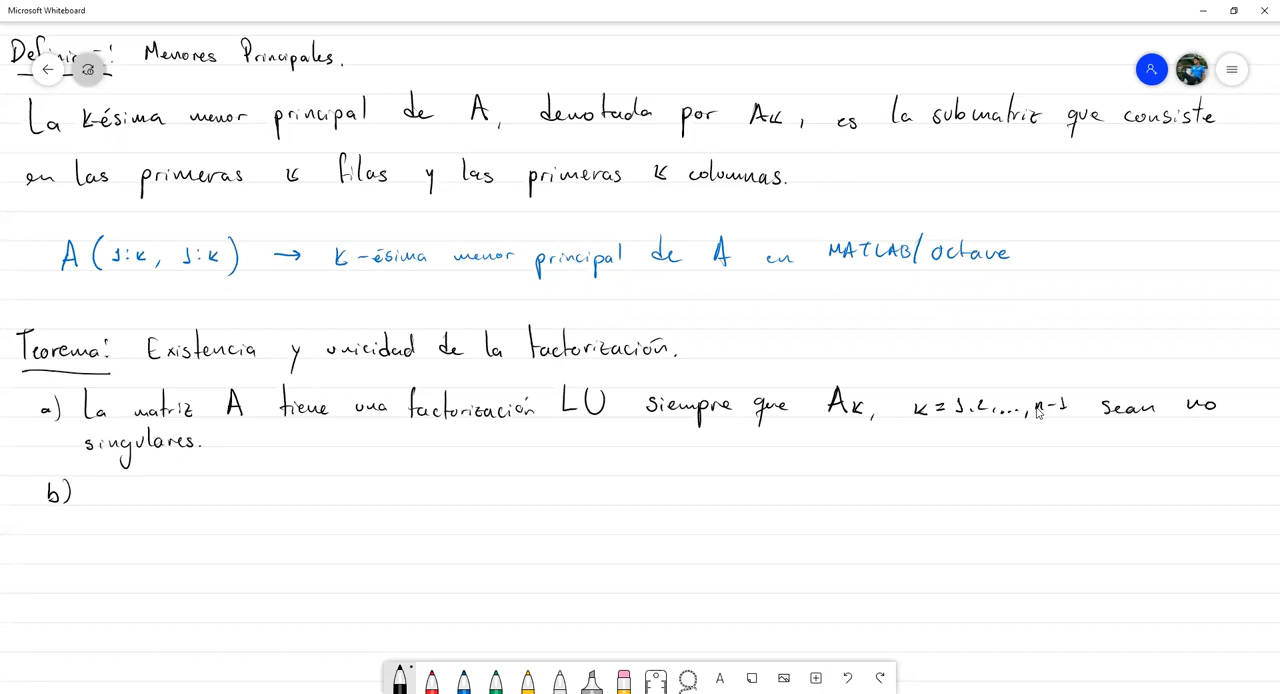 Microsoft Whiteboard
Menores Principales.
La k-ésima menor principal de A, denotada por Ak, es la submatriz que consiste
en las primeras k filas y las primeras k columnas.
A(1:k, 1:k) → k-ésima menor principal de A en MATLAB/Octave
Teorema: Existencia y unicidad de la factorización.
a) La matriz A tiene una factorización LU siempre que Ak, k=1,2,...,n-1 sean no
singulares.
b)
A